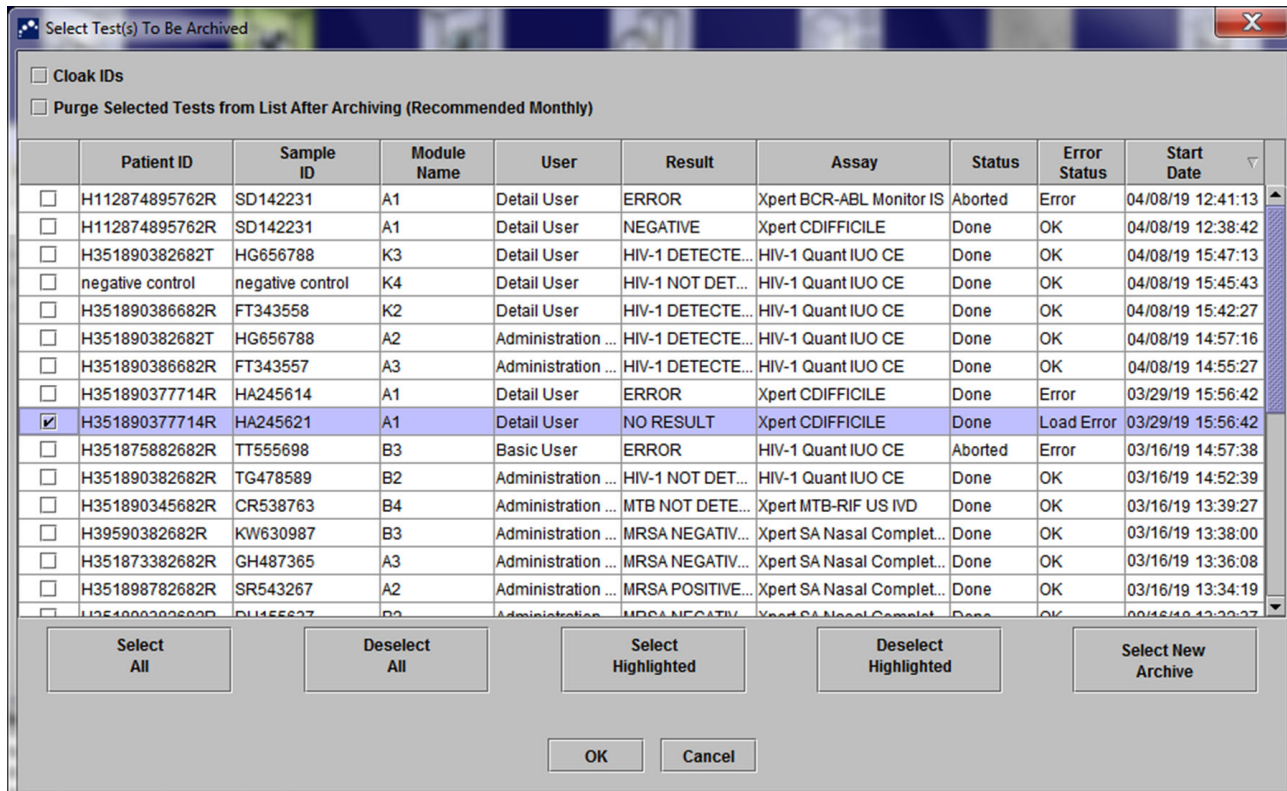 Select Test(s) To Be Archived
Cloak IDs
Purge Selected Tests from List After Archiving (Recommended Monthly)
Patient ID Sample ID Module Name User Result Assay Status Error Status Start Date
H112874895762R SD142231 A1 Detail User ERROR Xpert BCR-ABL Monitor IS Aborted Error 04/08/19 12:41:13
H112874895762R SD142231 A1 Detail User NEGATIVE Xpert CDIFFICILE Done OK 04/08/19 12:38:42
H351890382682T HG656788 K3 Detail User HIV-1 DETECTE... HIV-1 Quant IUO CE Done OK 04/08/19 15:47:13
negative control negative control K4 Detail User HIV-1 NOT DET... HIV-1 Quant IUO CE Done OK 04/08/19 15:45:43
H351890386682R FT343558 K2 Detail User HIV-1 DETECTE... HIV-1 Quant IUO CE Done OK 04/08/19 15:42:27
H351890382682T HG656788 A2 Administration ... HIV-1 DETECTE... HIV-1 Quant IUO CE Done OK 04/08/19 14:57:16
H351890386682R FT343557 A3 Administration ... HIV-1 DETECTE... HIV-1 Quant IUO CE Done OK 04/08/19 14:55:27
H351890377714R HA245614 A1 Detail User ERROR Xpert CDIFFICILE Done Error 03/29/19 15:56:42
H351890377714R HA245621 A1 Detail User NO RESULT Xpert CDIFFICILE Done Load Error 03/29/19 15:56:42
H351875882682R TT555698 B3 Basic User ERROR HIV-1 Quant IUO CE Aborted Error 03/16/19 14:57:38
H351890382682R TG478589 B2 Administration ... HIV-1 NOT DET... HIV-1 Quant IUO CE Done OK 03/16/19 14:52:39
H351890345682R CR538763 B4 Administration ... MTB NOT DETE... Xpert MTB-RIF US IVD Done OK 03/16/19 13:39:27
H39590382682R KW630987 B3 Administration ... MRSA NEGATIV... Xpert SA Nasal Complet... Done OK 03/16/19 13:38:00
H351873382682R GH487365 A3 Administration ... MRSA NEGATIV... Xpert SA Nasal Complet... Done OK 03/16/19 13:36:08
H351898782682R SR543267 A2 Administration ... MRSA POSITIVE... Xpert SA Nasal Complet... Done OK 03/16/19 13:34:19
Administration ... MRSA NEGATIV... Xpert SA Nasal Complet... Done OK
Select All Deselect All Select Highlighted Deselect Highlighted Select New Archive
OK Cancel